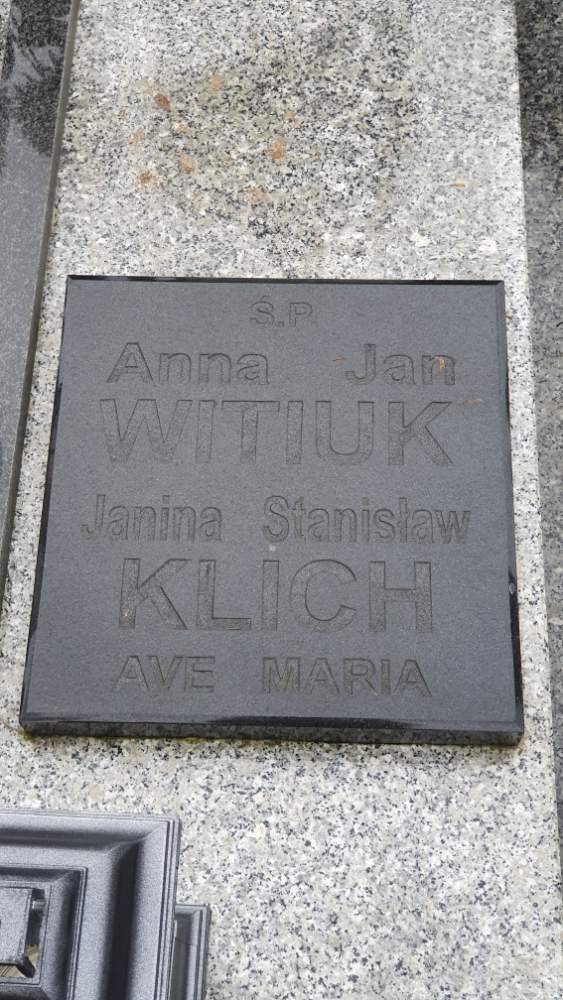 Ś.P.
Anna Jan
WITIUK
Janina Stanisław
KLICH
AVE MARIA